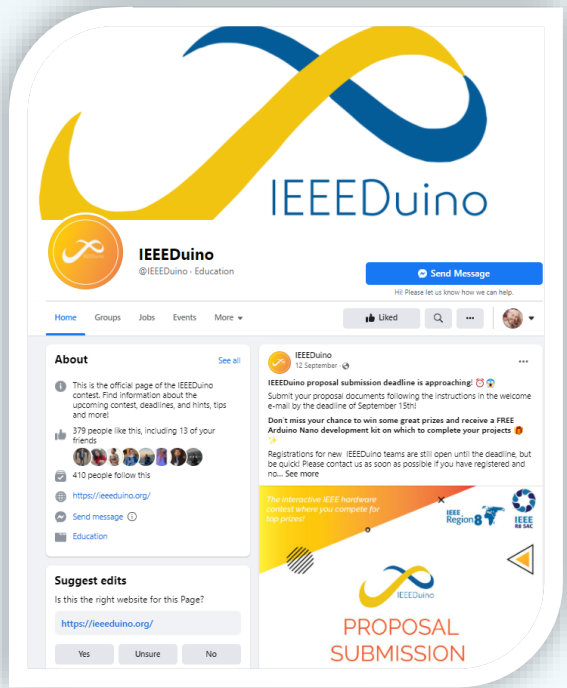 IEEEDuino
IEEEDuino
@IEEEDuino · Education
Send Message
Hi! Please let us know how we can help.
Home Groups Jobs Events More
Liked
About
See all
This is the official page of the IEEEDuino
contest. Find information about the
upcoming contest, deadlines, and hints, tips
and more!
379 people like this, including 13 of your
friends
410 people follow this
https://ieeeduino.org/
Send message
Education
Suggest edits
Is this the right website for this Page?
https://ieeeduino.org/
Yes Unsure No
IEEEDuino
12 September ·
IEEEDuino proposal submission deadline is approaching!
Submit your proposal documents following the instructions in the welcome
e-mail by the deadline of September 15th!
Don't miss your chance to win some great prizes and receive a FREE
Arduino Nano development kit on which to complete your projects
Registrations for new IEEEDuino teams are still open until the deadline, but
be quick! Please contact us as soon as possible if you have registered and
no... See more
The interactive IEEE hardware
contest where you compete for
top prizes!
IEEE
Region 8
IEEE
R8 SAC
IEEEDuino
PROPOSAL
SUBMISSION